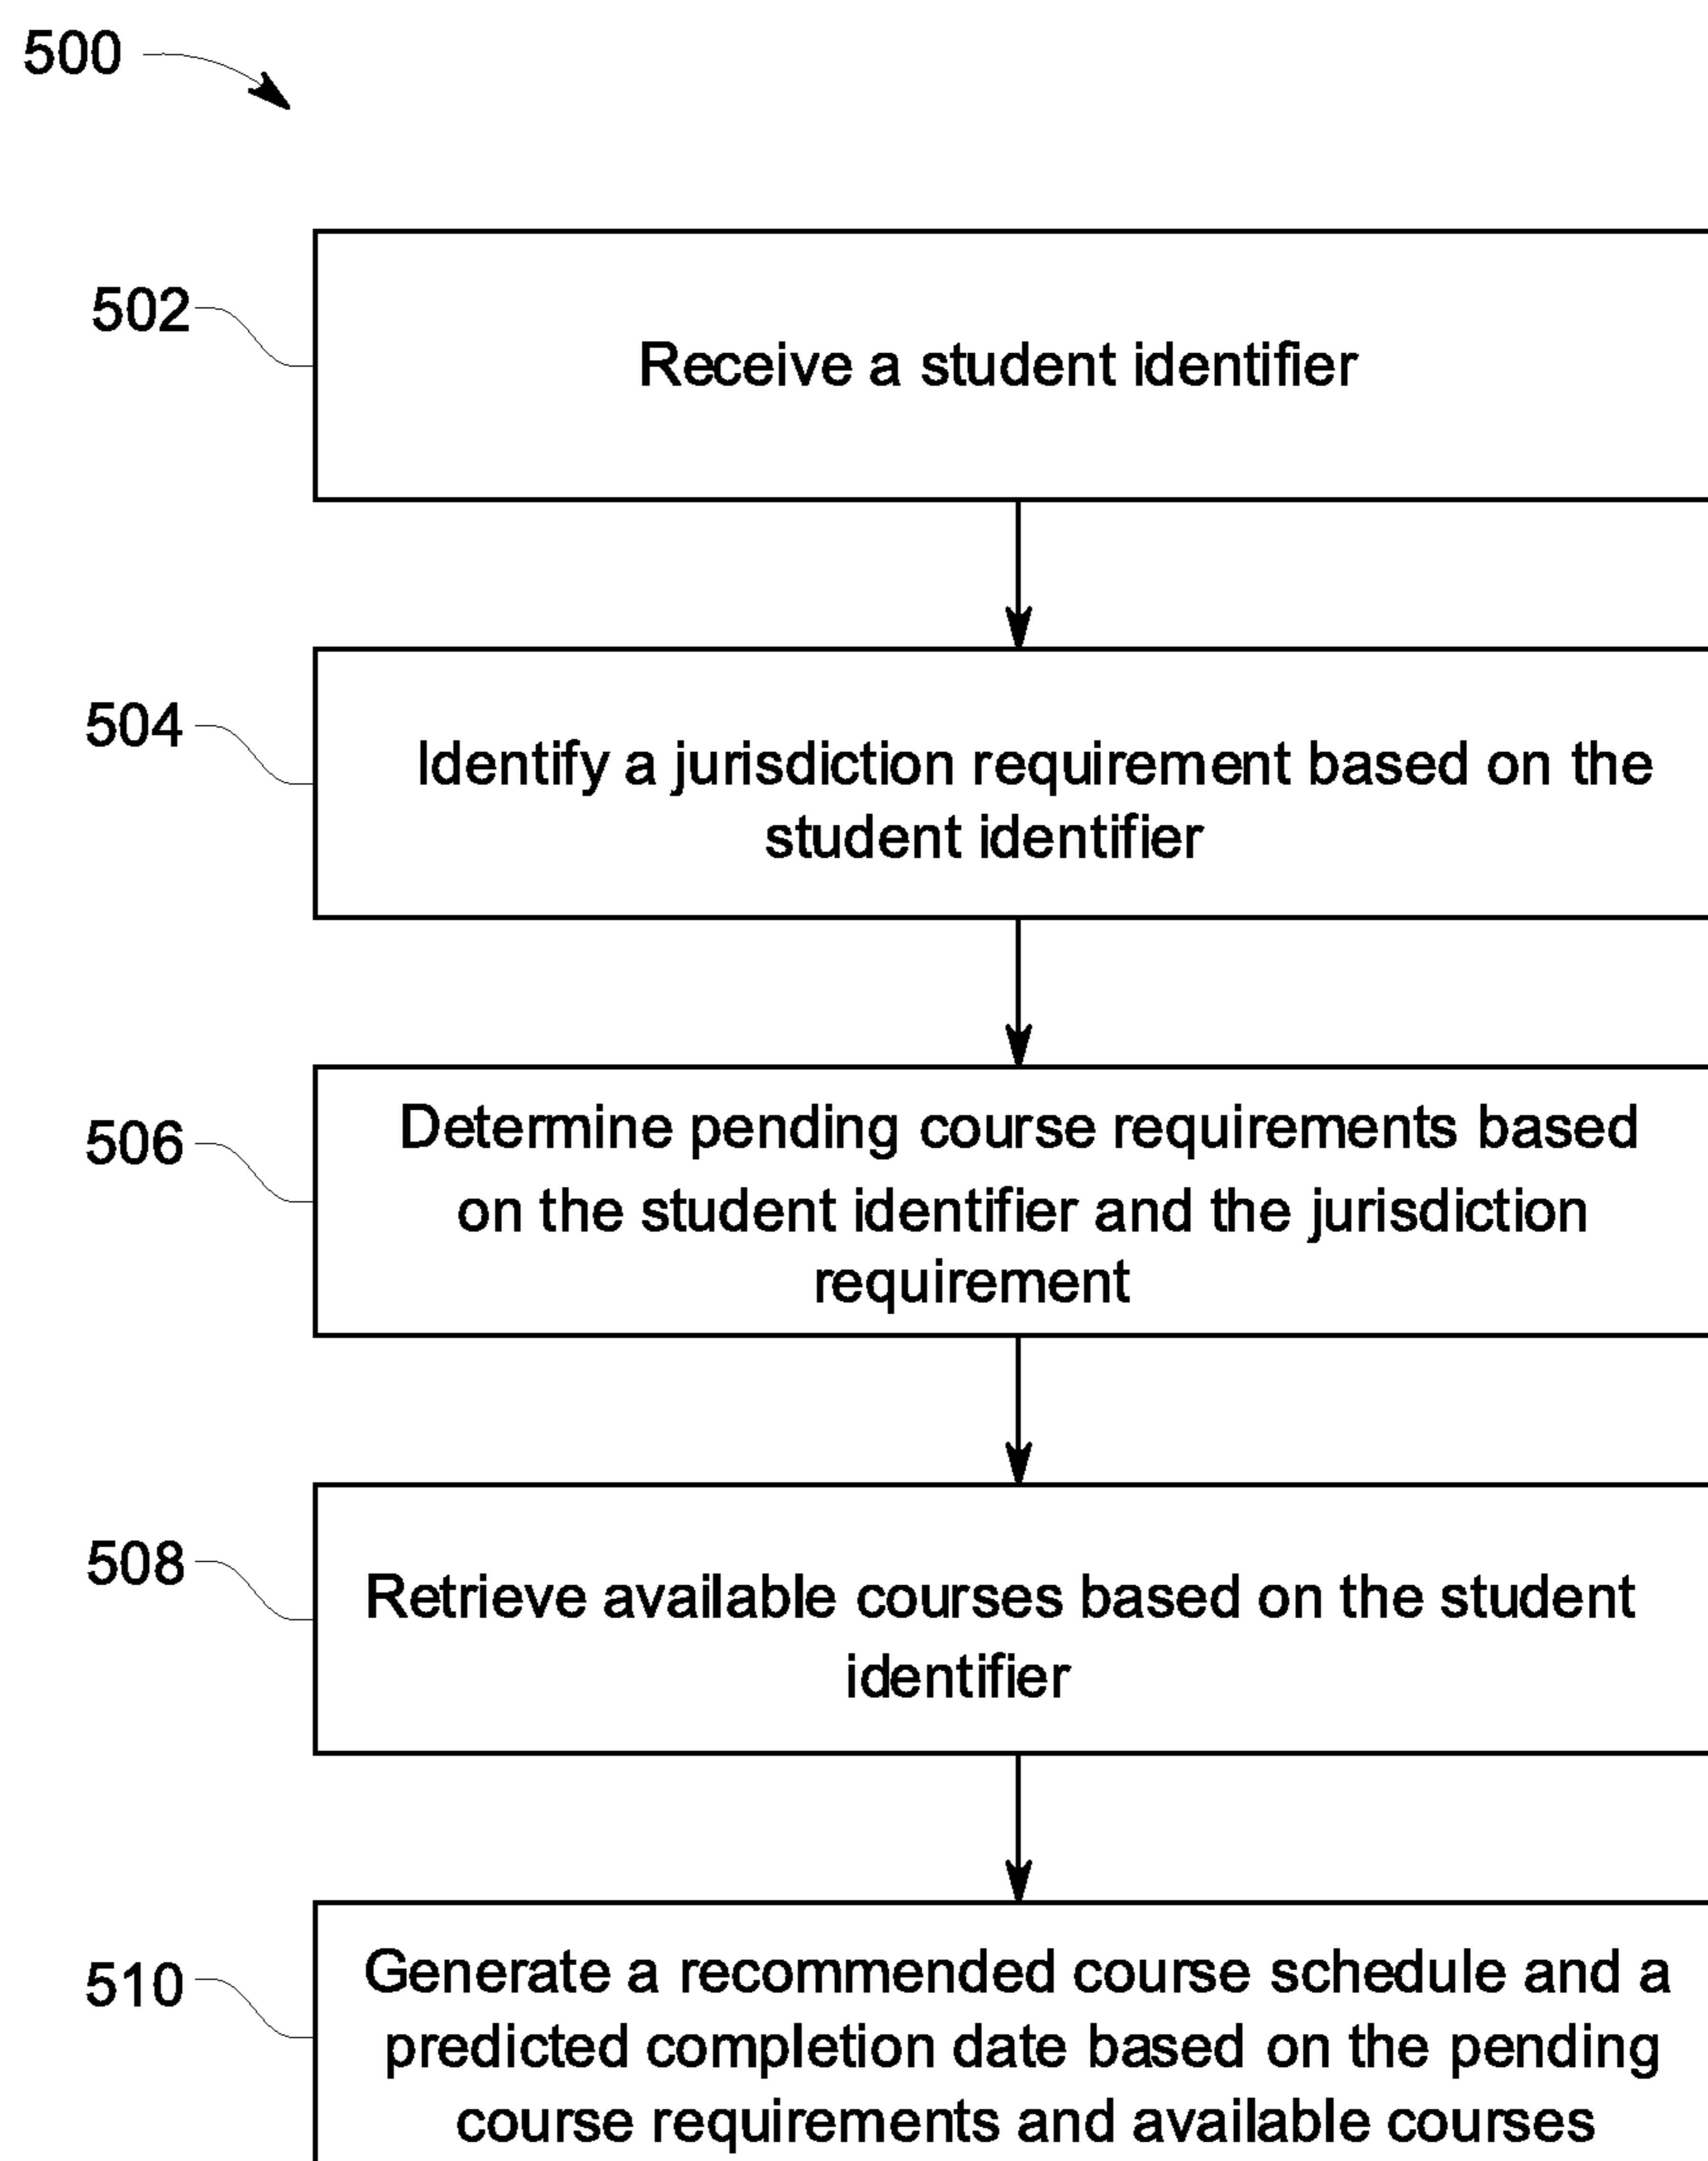 500
502
Receive a student identifier
504
Identify a jurisdiction requirement based on the
student identifier
506
Determine pending course requirements based
on the student identifier and the jurisdiction
requirement
508
Retrieve available courses based on the student
identifier
510
Generate a recommended course schedule and a
predicted completion date based on the pending
course requirements and available courses